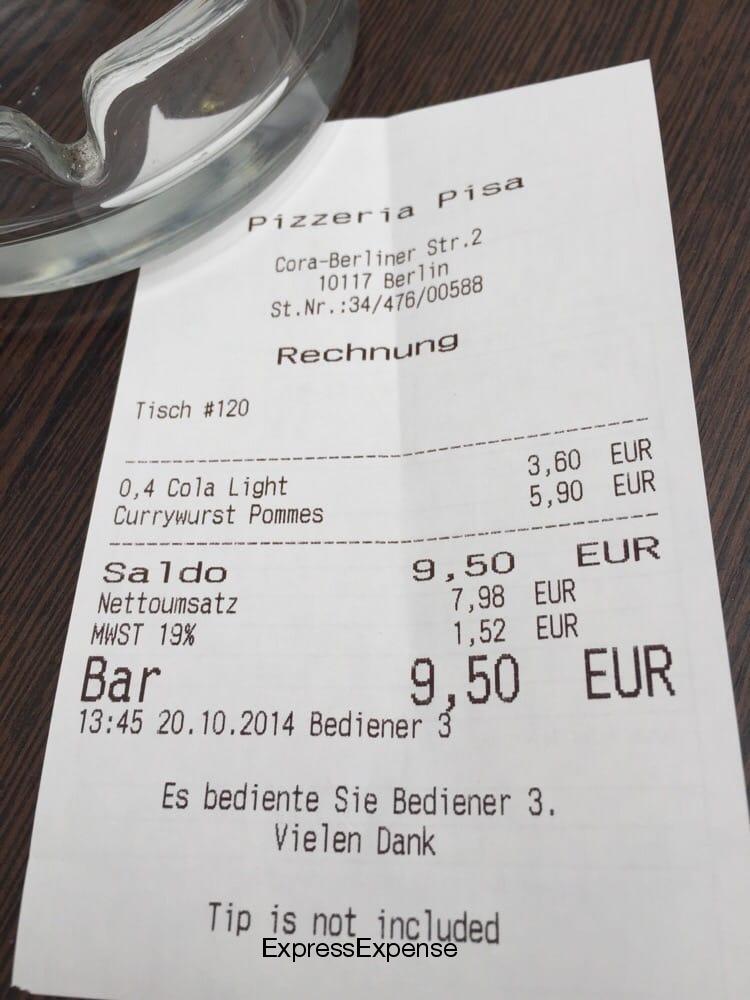 Pizzeria Pisa
Cora-Berliner Str.2
10117 Berlin
St.Nr.:34/476/00588
Rechnung
Tisch #120
0,4 Cola Light 3,60 EUR
Currywurst Pommes 5,90 EUR
Saldo 9,50 EUR
Nettoumsatz 7,98 EUR
MWST 19% 1,52 EUR
Bar 9,50 EUR
13:45 20.10.2014 Bediener 3
Es bediente Sie Bediener 3.
Vielen Dank
Tip is not included
ExpressExpense